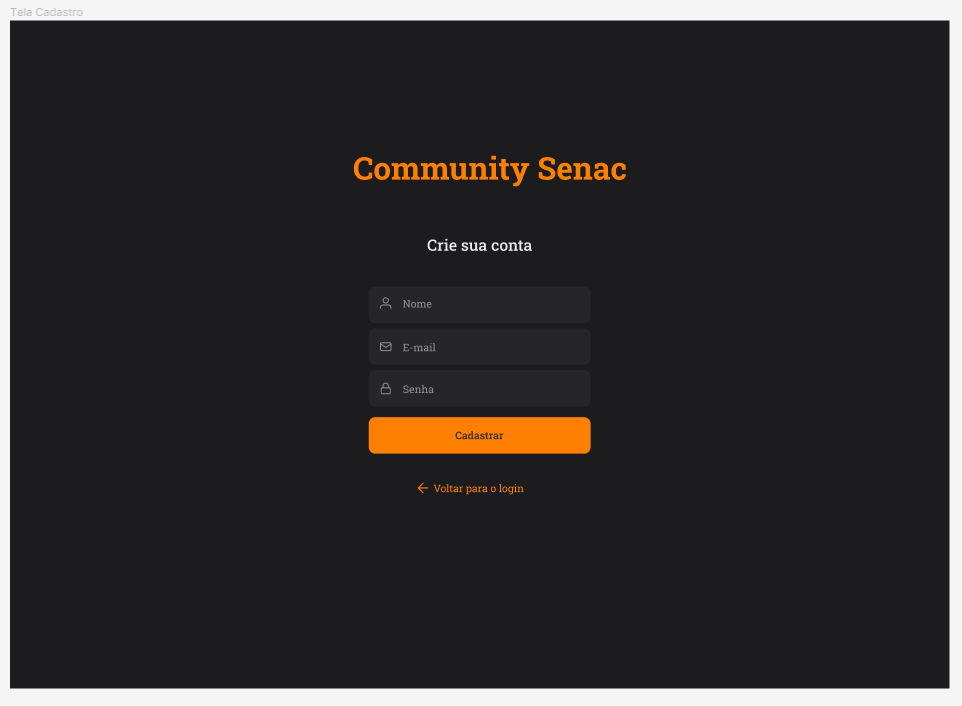 Tela Cadastro
Community Senac
Crie sua conta
Nome
E-mail
Senha
Cadastrar
Voltar para o login